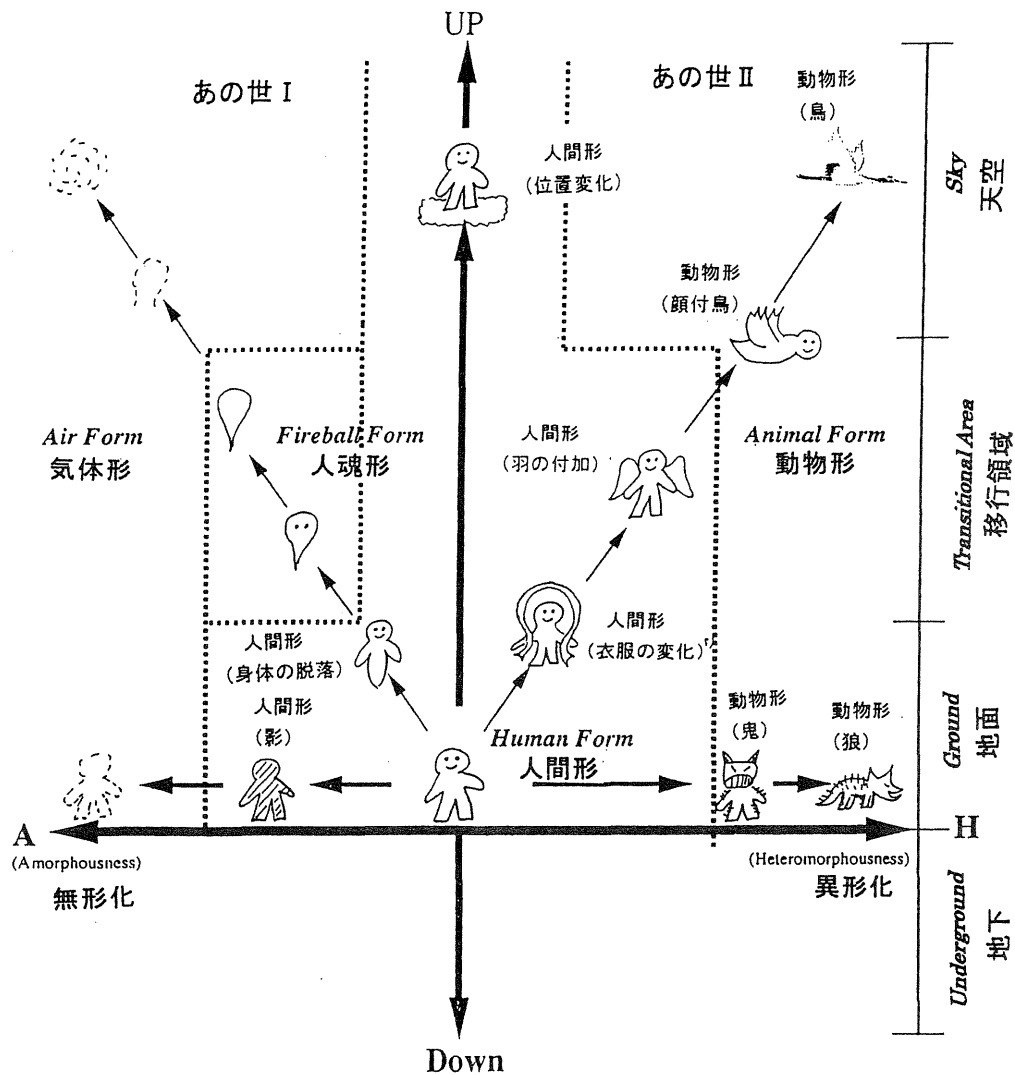 UP
あの世 I
あの世 II
動物形
(鳥)
人間形
(位置変化)
Sky
天空
動物形
(顔付鳥)
Air Form
気体形
Fireball Form
人魂形
人間形
(羽の付加)
Animal Form
動物形
Transitional Area
移行領域
人間形
(身体の脱落)
人間形
(衣服の変化)
人間形
(影)
動物形
(鬼)
動物形
(狼)
Human Form
人間形
Ground
地面
A
(Amorphousness)
無形化
H
(Heteromorphousness)
異形化
Underground
地下
Down